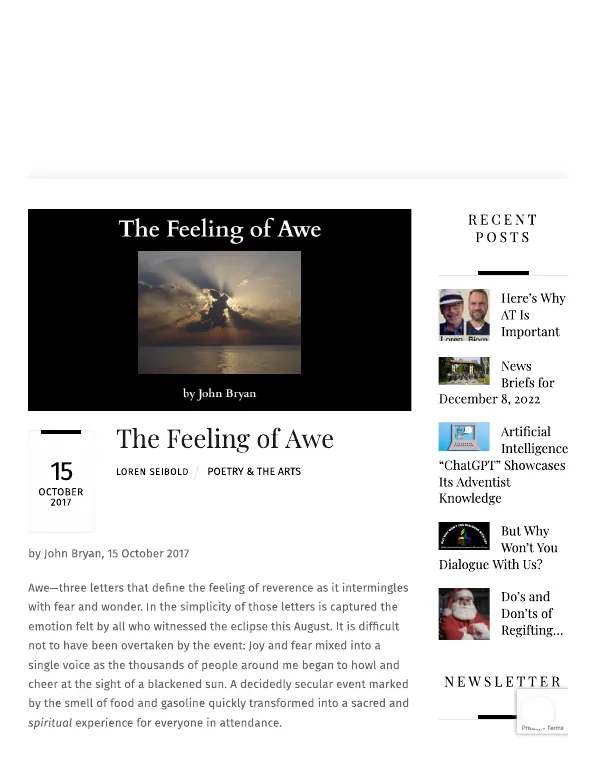 The Feeling of Awe
by John Bryan
15
OCTOBER
2017
The Feeling of Awe
LOREN SEIBOLD / POETRY & THE ARTS
by John Bryan, 15 October 2017
Awe—three letters that define the feeling of reverence as it intermingles
with fear and wonder. In the simplicity of those letters is captured the
emotion felt by all who witnessed the eclipse this August. It is difficult
not to have been overtaken by the event: Joy and fear mixed into a
single voice as the thousands of people around me began to howl and
cheer at the sight of a blackened sun. A decidedly secular event marked
by the smell of food and gasoline quickly transformed into a sacred and
spiritual experience for everyone in attendance.
RECENT
POSTS
Loren Bjorn
Here's Why
AT Is
Important
News
Briefs for
December 8, 2022
Artificial
Intelligence
“ChatGPT” Showcases
Its Adventist
Knowledge
But Why
Won't You
Dialogue With Us?
Do's and
Don'ts of
Regifting…
NEWSLETTER
Privacy - Terms